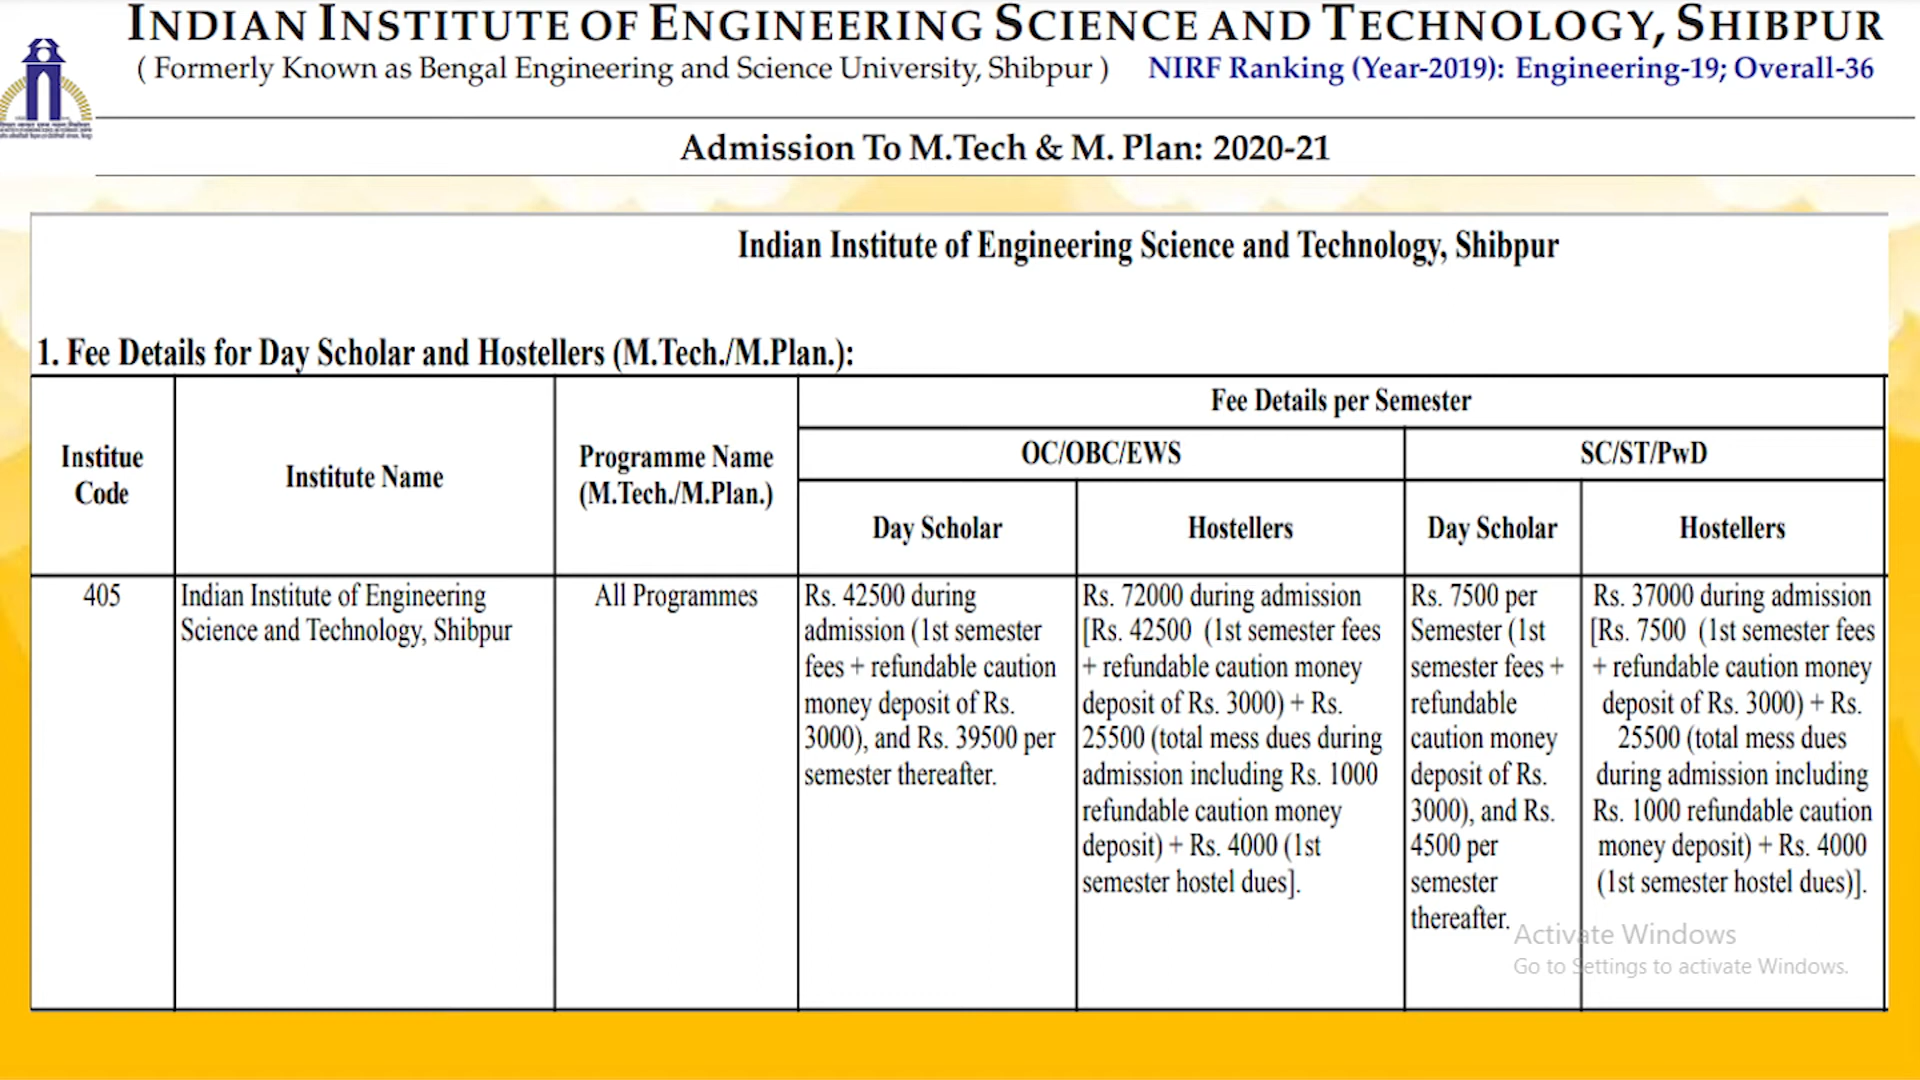 INDIAN INSTITUTE OF ENGINEERING SCIENCE AND TECHNOLOGY, SHIBPUR
( Formerly Known as Bengal Engineering and Science University, Shibpur ) NIRF Ranking (Year-2019): Engineering-19; Overall-36
Admission To M.Tech & M. Plan: 2020-21
Indian Institute of Engineering Science and Technology, Shibpur
1. Fee Details for Day Scholar and Hostellers (M.Tech./M.Plan.):
Institue
Code
Institute Name
Programme Name
(M.Tech./M.Plan.)
Fee Details per Semester
OC/OBC/EWS
SC/ST/PwD
Day Scholar
Hostellers
Day Scholar
Hostellers
405
Indian Institute of Engineering
Science and Technology, Shibpur
All Programmes
Rs. 42500 during
admission (1st semester
fees + refundable caution
money deposit of Rs.
3000), and Rs. 39500 per
semester thereafter.
Rs. 72000 during admission
[Rs. 42500 (1st semester fees
+ refundable caution money
deposit of Rs. 3000) + Rs.
25500 (total mess dues during
admission including Rs. 1000
refundable caution money
deposit) + Rs. 4000 (1st
semester hostel dues].
Rs. 7500 per
Semester (1st
semester fees +
refundable
caution money
deposit of Rs.
3000), and Rs.
4500 per
semester
thereafter.
Rs. 37000 during admission
[Rs. 7500 (1st semester fees
+ refundable caution money
deposit of Rs. 3000) + Rs.
25500 (total mess dues
during admission including
Rs. 1000 refundable caution
money deposit) + Rs. 4000
(1st semester hostel dues)].
Activate Windows
Go to Settings to activate Windows.